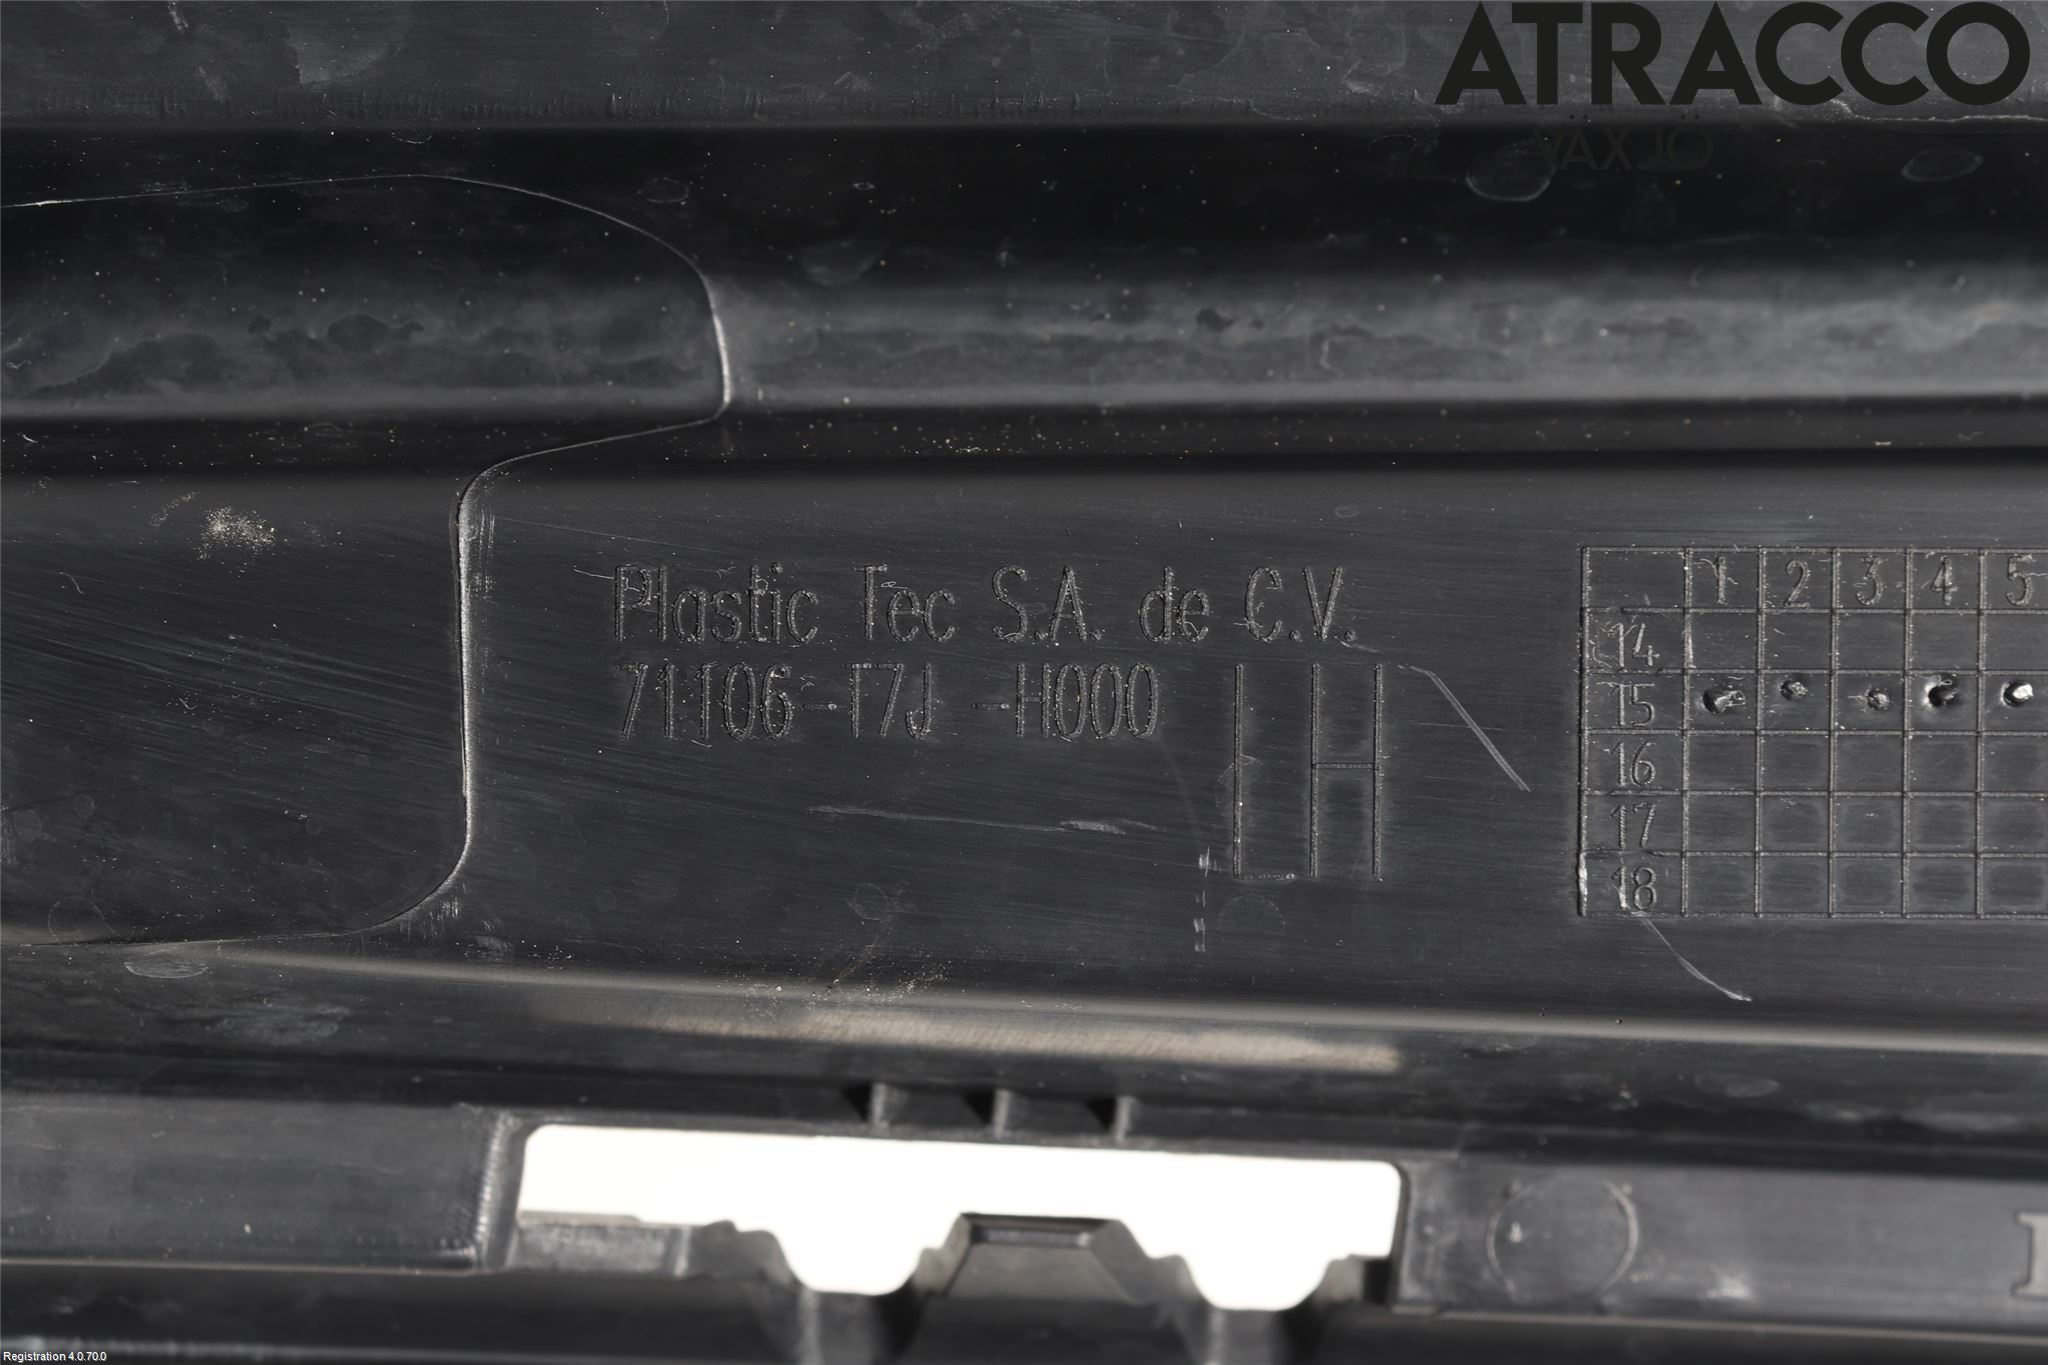 ATRACCO
VÄXJÖ
Plastic Tec S.A. de C.V.
71106-T7J -H000
LH
1 2 3 4 5
14
15
16
17
18
Registration 4.0.70.0